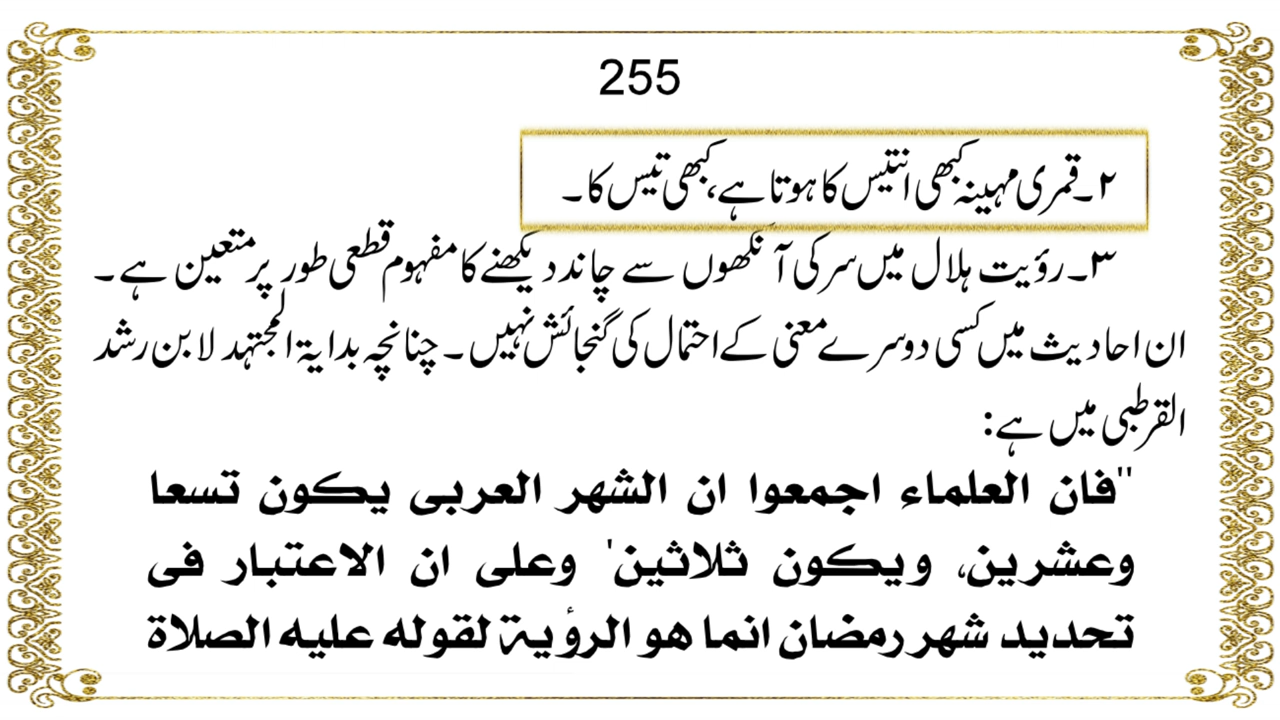 255
۲۔قمری مہینہ کبھی انتیس کا ہوتا ہے، کبھی تیس کا۔
۳۔رؤیت ہلال میں سر کی آنکھوں سے چاند دیکھنے کا مفہوم قطعی طور پر متعین ہے۔
ان احادیث میں کسی دوسرے معنی کے احتمال کی گنجائش نہیں۔ چنانچہ بدایۃ المجتہد لابن رشد
القرطبی میں ہے:
"فان العلماء اجمعوا ان الشهر العربی یکون تسعا
وعشرین، ویکون ثلاثین' وعلی ان الاعتبار فی
تحدید شهر رمضان انما هو الرؤیة لقوله علیه الصلاة